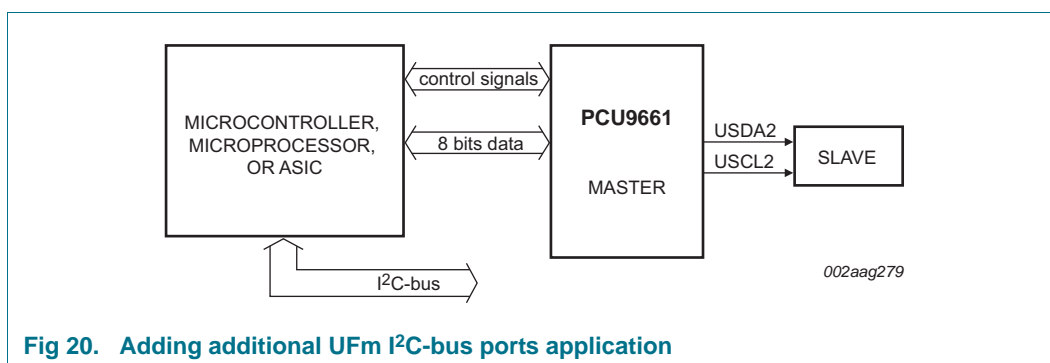 control signals
MICROCONTROLLER,
MICROPROCESSOR,
OR ASIC
8 bits data
PCU9661
MASTER
USDA2
USCL2
SLAVE
I²C-bus
002aag279
Fig 20. Adding additional UFm I²C-bus ports application